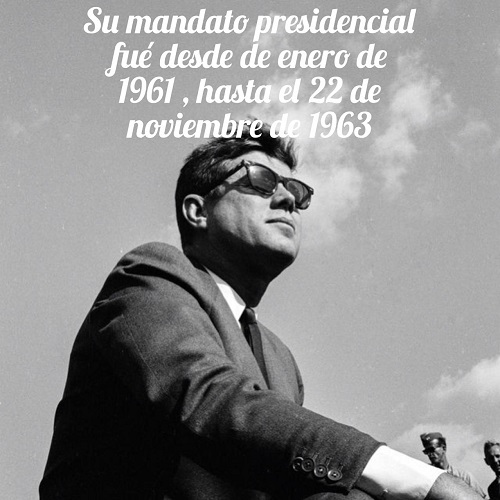 Su mandato presidencial
fué desde de enero de
1961 , hasta el 22 de
noviembre de 1963